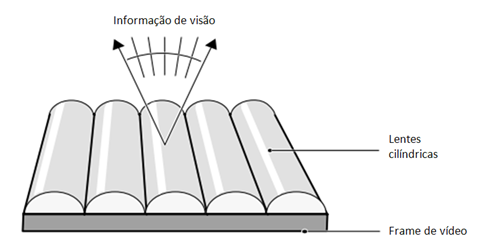 Informação de visão
Lentes
cilíndricas
Frame de vídeo